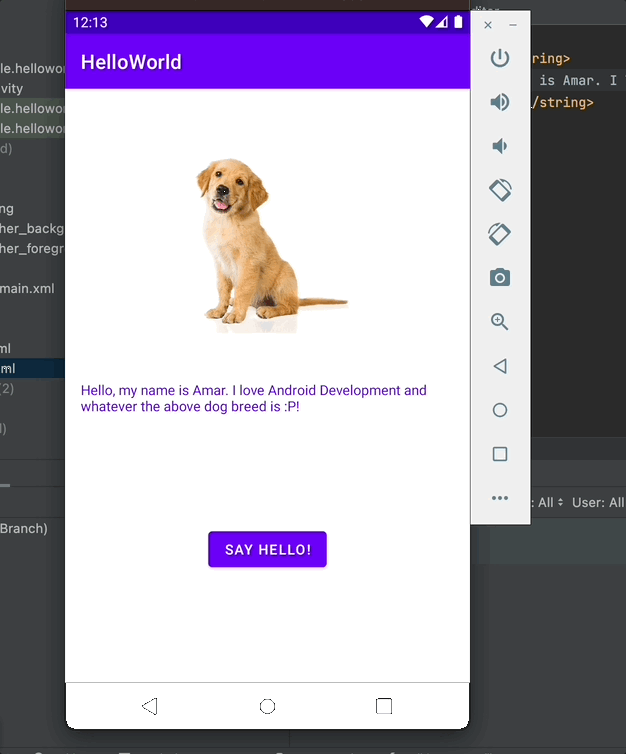 12:13
HelloWorld
Hello, my name is Amar. I love Android Development and
whatever the above dog breed is :P!
SAY HELLO!
is Amar. I
/string>
: All User: All
le.hellowo
vity
le.hellowo
le.hellowo
d)
ng
her_backg
her_foregr
main.xml
ml
ml
(2)
Branch)